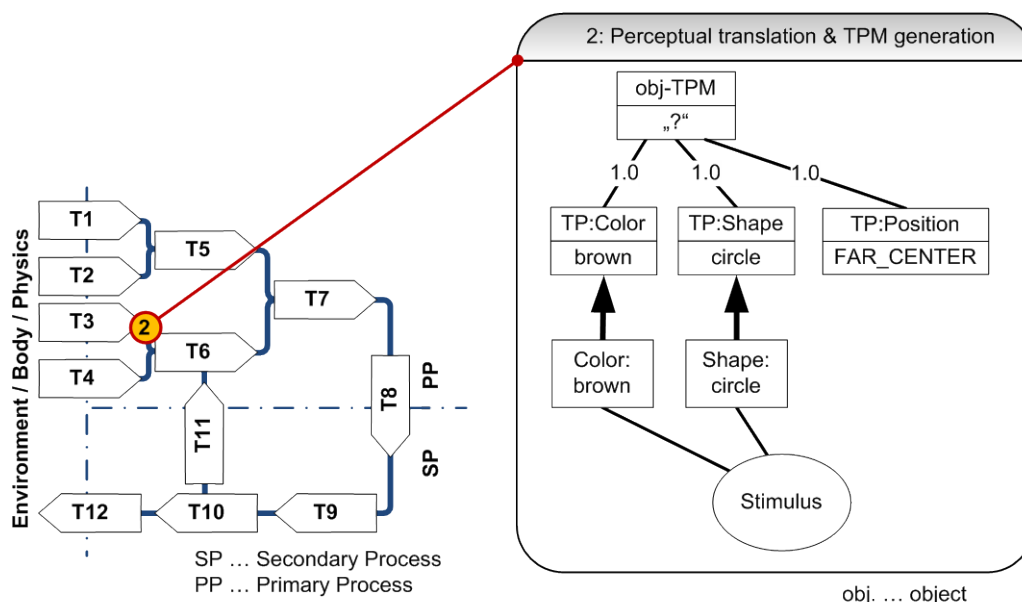 2: Perceptual translation & TPM generation
obj-TPM
„?“
1.0
1.0
1.0
TP:Color
brown
TP:Shape
circle
TP:Position
FAR_CENTER
Color:
brown
Shape:
circle
Stimulus
obj. … object
Environment / Body / Physics
T1
T2
T3
T4
2
T5
T6
T7
T8
PP
SP
T11
T12
T10
T9
SP … Secondary Process
PP … Primary Process